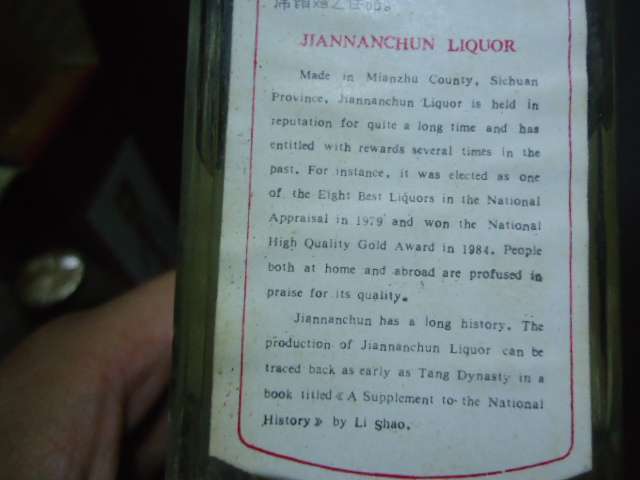 JIANNANCHUN LIQUOR
Made in Mianzhu County, Sichuan
Province, Jiannanchun Liquor is held in
reputation for quite a long time and has
entitled with rewards several times in the
past. For instance, it was elected as one
of the Eight Best Liquors in the National
Appraisal in 1979 and won the National
High Quality Gold Award in 1984. People
both at home and abroad are profused in
praise for its quality.
Jiannanchun has a long history. The
production of Jiannanchun Liquor can be
traced back as early as Tang Dynasty in a
book titled《A Supplement to the National
History》by Li Shao.